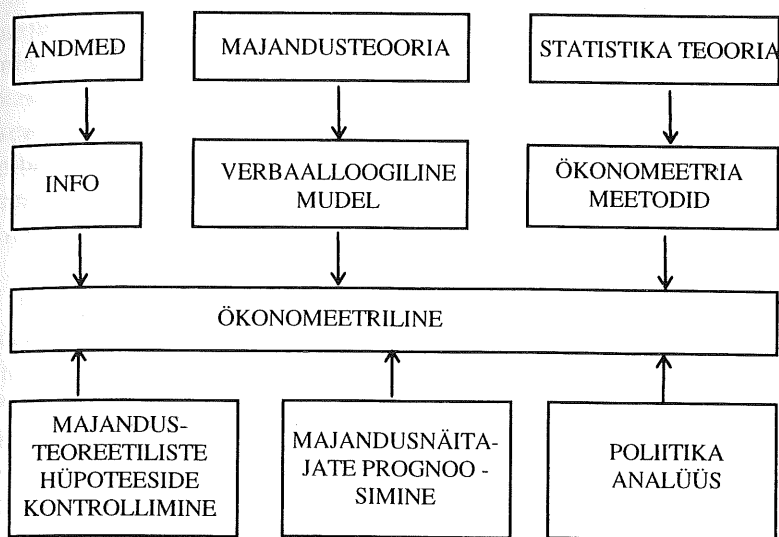 ANDMED
MAJANDUSTEOORIA
STATISTIKA TEOORIA
INFO
VERBAALLOOGILINE
MUDEL
ÖKONOMEETRIA
MEETODID
ÖKONOMEETRILINE
MAJANDUS-
TEOREETILISTE
HÜPOTEESIDE
KONTROLLIMINE
MAJANDUSNÄITA-
JATE PROGNOO -
SIMINE
POLIITIKA
ANALÜÜS